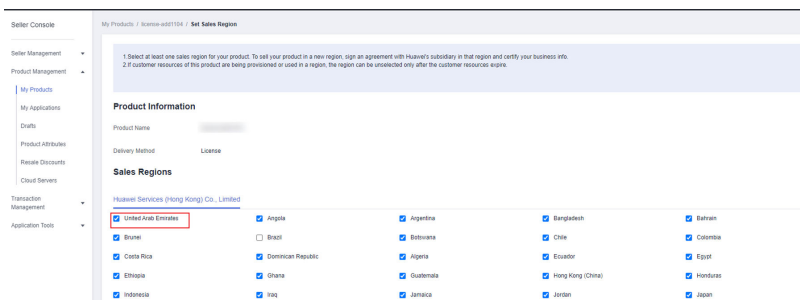 Seller Console
My Products / license-add1104 / Set Sales Region
Seller Management
Product Management
My Products
My Applications
Drafts
Product Attributes
Resale Discounts
Cloud Servers
Transaction
Management
Application Tools
1.Select at least one sales region for your product. To sell your product in a new region, sign an agreement with Huawei's subsidiary in that region and certify your business info.
2.If customer resources of this product are being provisioned or used in a region, the region can be unselected only after the customer resources expire.
Product Information
Product Name
Delivery Method License
Sales Regions
Huawei Services (Hong Kong) Co., Limited
United Arab Emirates Angola Argentina Bangladesh Bahrain
Brunei Brazil Botswana Chile Colombia
Costa Rica Dominican Republic Algeria Ecuador Egypt
Ethiopia Ghana Guatemala Hong Kong (China) Honduras
Indonesia Iraq Jamaica Jordan Japan